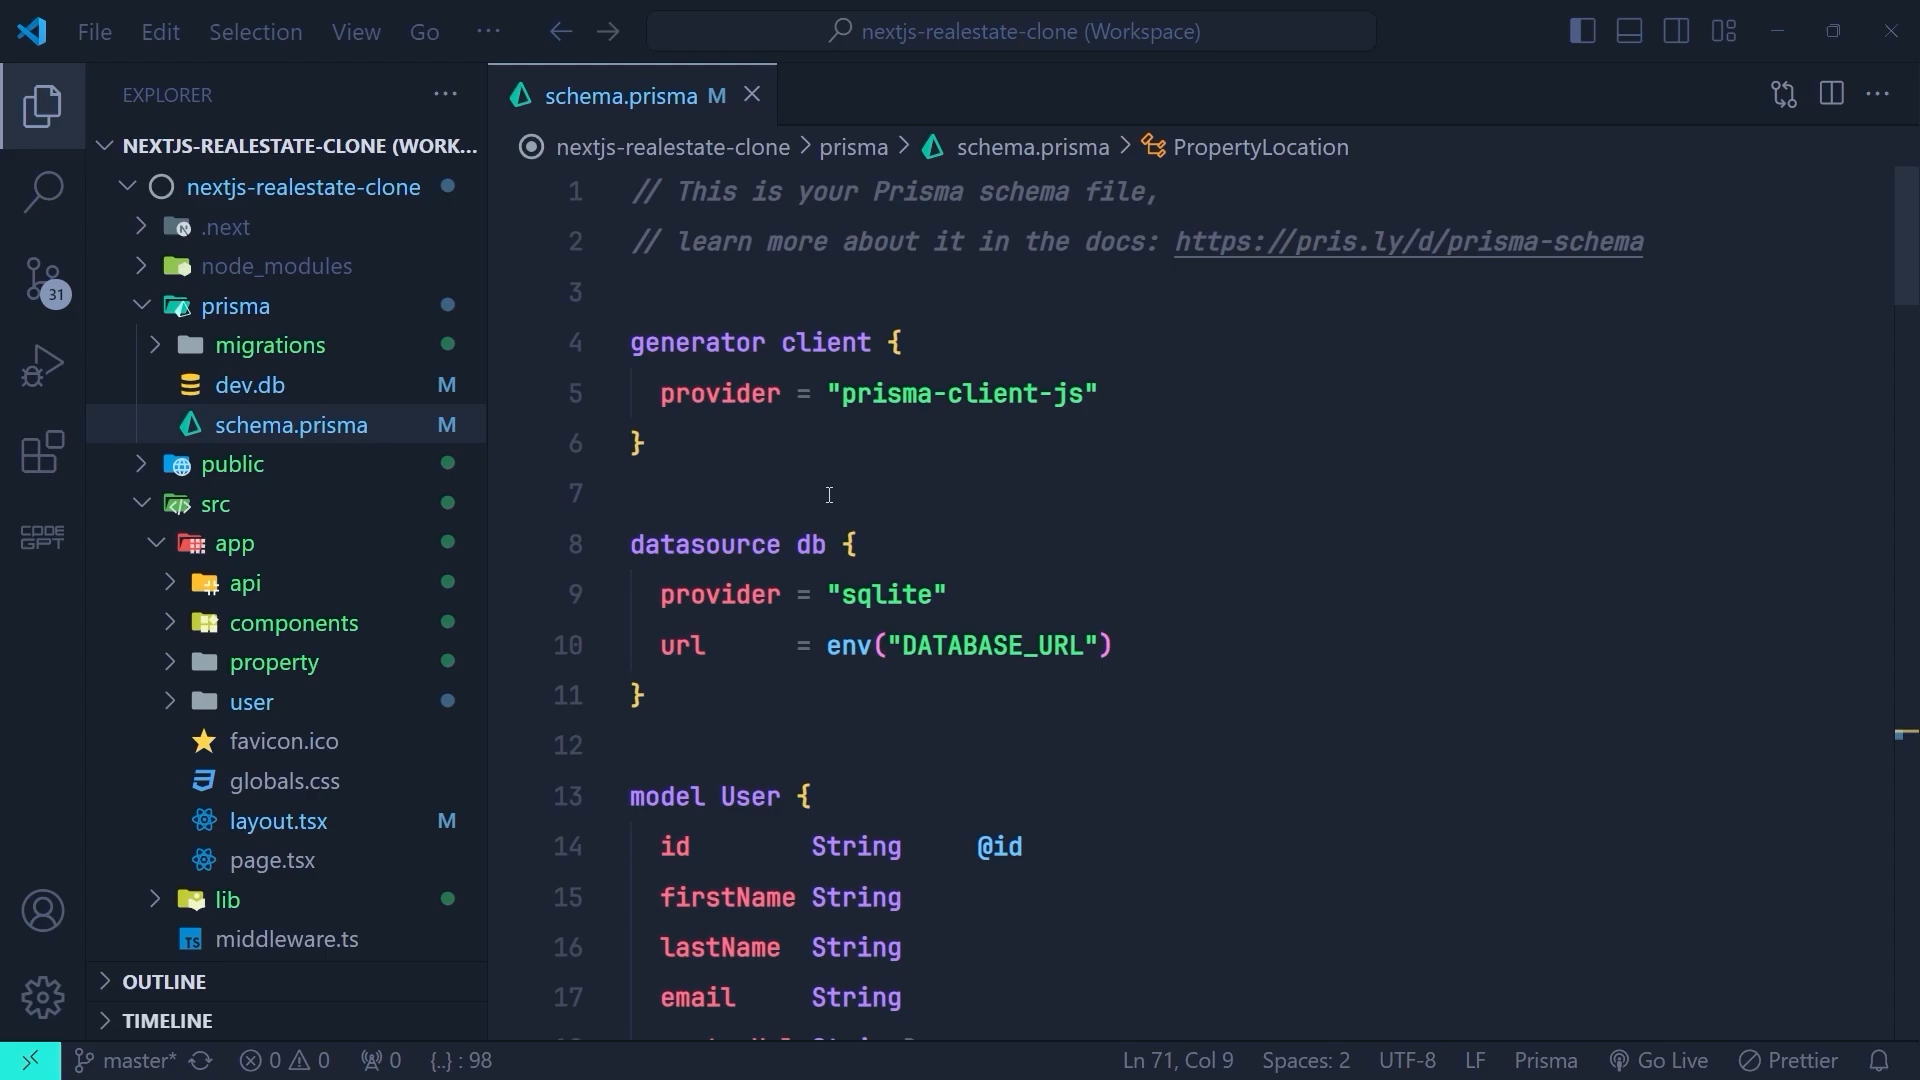 File Edit Selection View Go ··· nextjs-realestate-clone (Workspace)
EXPLORER
NEXTJS-REALESTATE-CLONE (WORK...
nextjs-realestate-clone
.next
node_modules
prisma
migrations
dev.db M
schema.prisma M
public
src
app
api
components
property
user
favicon.ico
globals.css
layout.tsx M
page.tsx
lib
TS middleware.ts
OUTLINE
TIMELINE
31
CODE
GPT
schema.prisma M
nextjs-realestate-clone > prisma > schema.prisma > PropertyLocation
1 // This is your Prisma schema file,
2 // learn more about it in the docs: https://pris.ly/d/prisma-schema
3
4 generator client {
5 provider = "prisma-client-js"
6 }
7
8 datasource db {
9 provider = "sqlite"
10 url = env("DATABASE_URL")
11 }
12
13 model User {
14 id String @id
15 firstName String
16 lastName String
17 email String
master* 0 0 0 {..} : 98 Ln 71, Col 9 Spaces: 2 UTF-8 LF Prisma Go Live Prettier